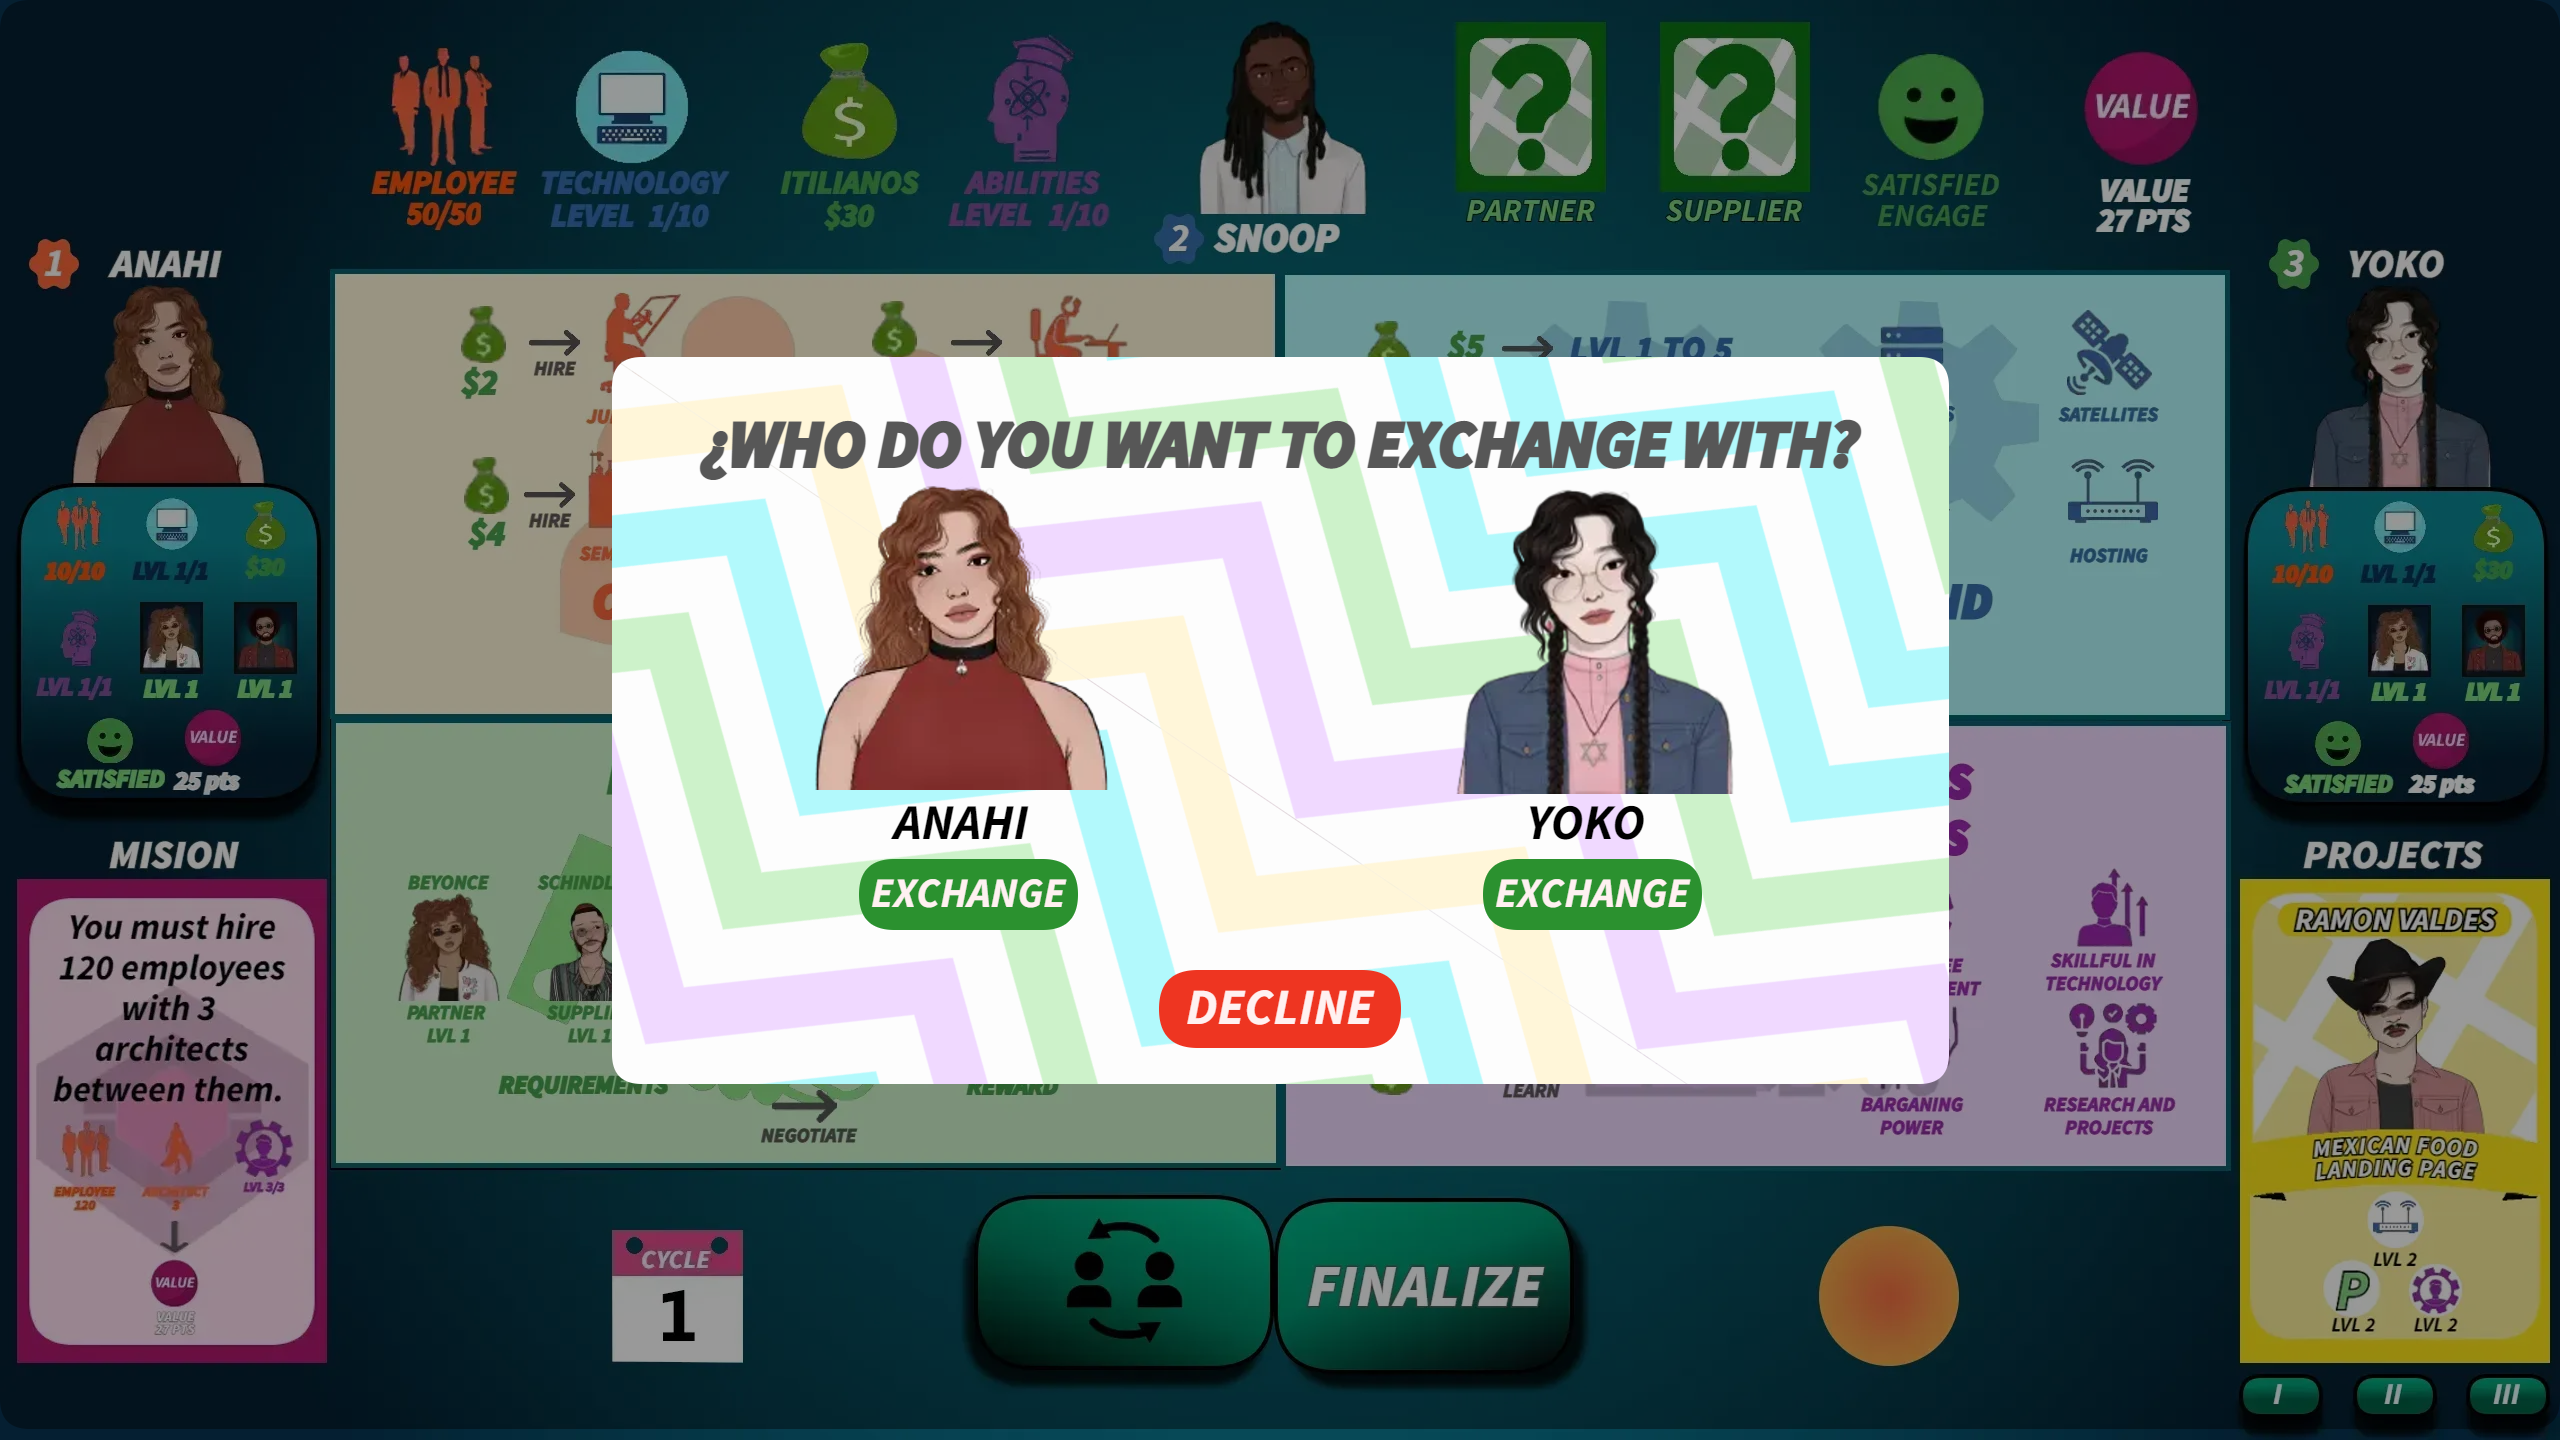 EMPLOYEE
50/50
TECHNOLOGY
LEVEL 1/10
$
ITILIANOS
$30
ABILITIES
LEVEL 1/10
2 SNOOP
?
PARTNER
?
SUPPLIER
SATISFIED
ENGAGE
VALUE
VALUE
27 PTS
1 ANAHI
3 YOKO
$
$2
HIRE
$
$
$5
LVL 1 TO 5
SATELLITES
$
$4
HIRE
HOSTING
¿WHO DO YOU WANT TO EXCHANGE WITH?
ANAHI
YOKO
EXCHANGE
EXCHANGE
DECLINE
$
10/10
LVL 1/1
$30
LVL 1/1
LVL 1
LVL 1
VALUE
SATISFIED
25 pts
$
10/10
LVL 1/1
$30
LVL 1/1
LVL 1
LVL 1
VALUE
SATISFIED
25 pts
MISION
You must hire
120 employees
with 3
architects
between them.
EMPLOYEE
120
ARCHITECT
3
LVL 3/3
VALUE
VALUE
27 PTS
BEYONCE
PARTNER
LVL 1
LVL 1
REQUIREMENTS
REWARD
NEGOTIATE
LEARN
SKILLFUL IN
TECHNOLOGY
BARGANING
POWER
RESEARCH AND
PROJECTS
PROJECTS
RAMON VALDES
MEXICAN FOOD
LANDING PAGE
LVL 2
P
LVL 2
LVL 2
CYCLE
1
FINALIZE
I
II
III